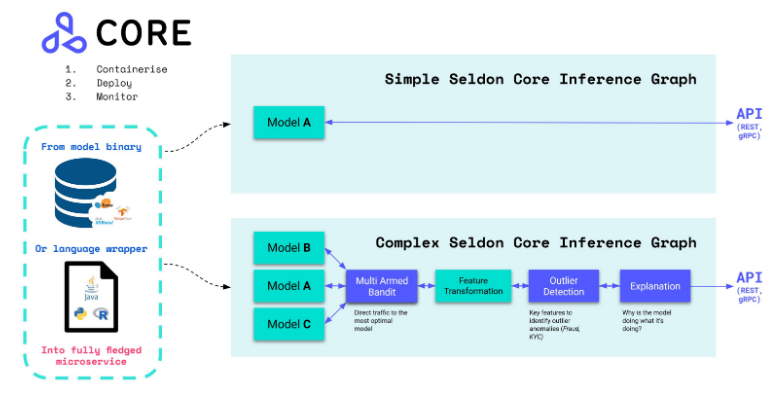 CORE
1. Containerise
2. Deploy
3. Monitor
From model binary
Or language wrapper
Java
R
Into fully fledged
microservice
Simple Seldon Core Inference Graph
Model A
API
(REST,
gRPC)
Complex Seldon Core Inference Graph
Model B
Model A
Model C
Multi Armed
Bandit
Direct traffic to the
most optimal
model
Feature
Transformation
Outlier
Detection
Key features to
identify outlier
anomalies (Fraud,
KYC)
Explanation
Why is the model
doing what it's
doing?
API
(REST,
gRPC)